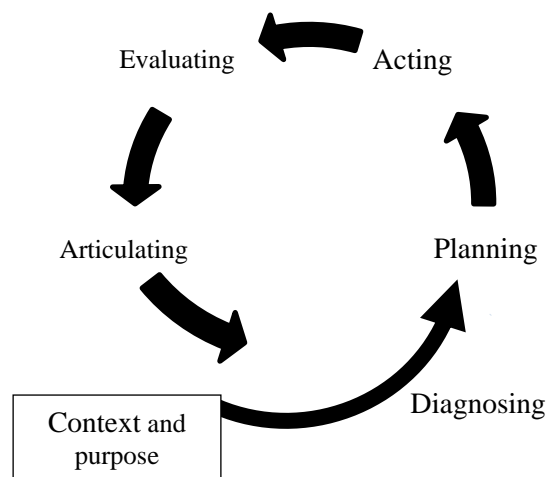 Evaluating
Acting
Articulating
Planning
Diagnosing
Context and
purpose